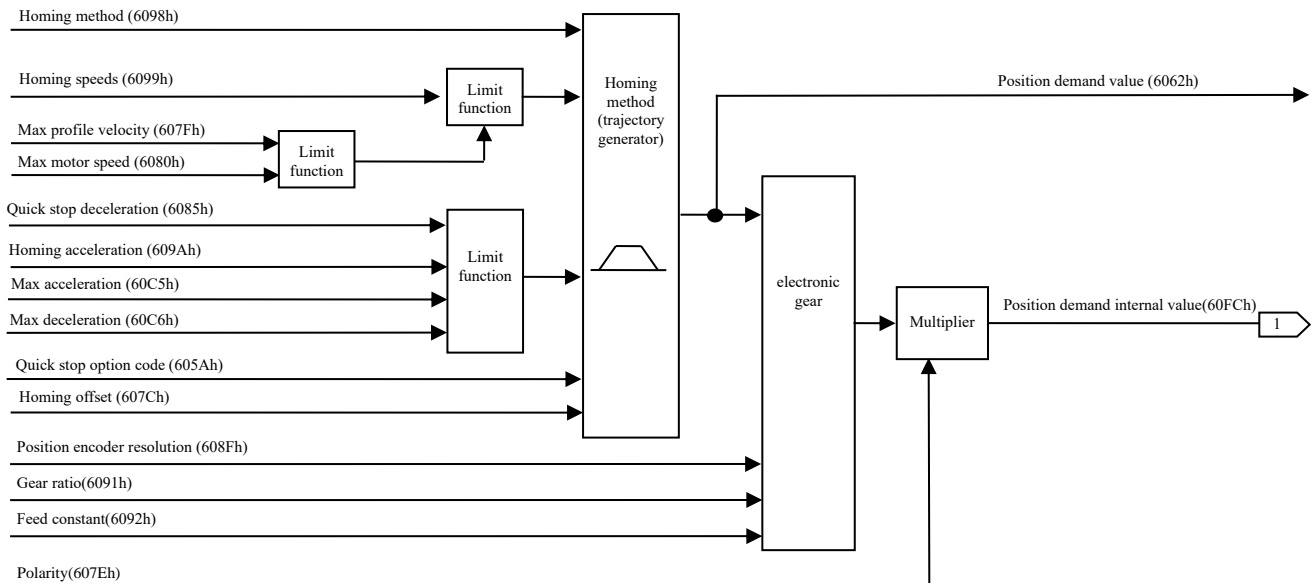 Homing method (6098h)
Homing speeds (6099h)
Max profile velocity (607Fh)
Max motor speed (6080h)
Quick stop deceleration (6085h)
Homing acceleration (609Ah)
Max acceleration (60C5h)
Max deceleration (60C6h)
Quick stop option code (605Ah)
Homing offset (607Ch)
Position encoder resolution (608Fh)
Gear ratio(6091h)
Feed constant(6092h)
Polarity(607Eh)
Limit
function
Limit
function
Limit
function
Homing
method
(trajectory
generator)
electronic
gear
Multiplier
Position demand value (6062h)
Position demand internal value(60FCh)
1